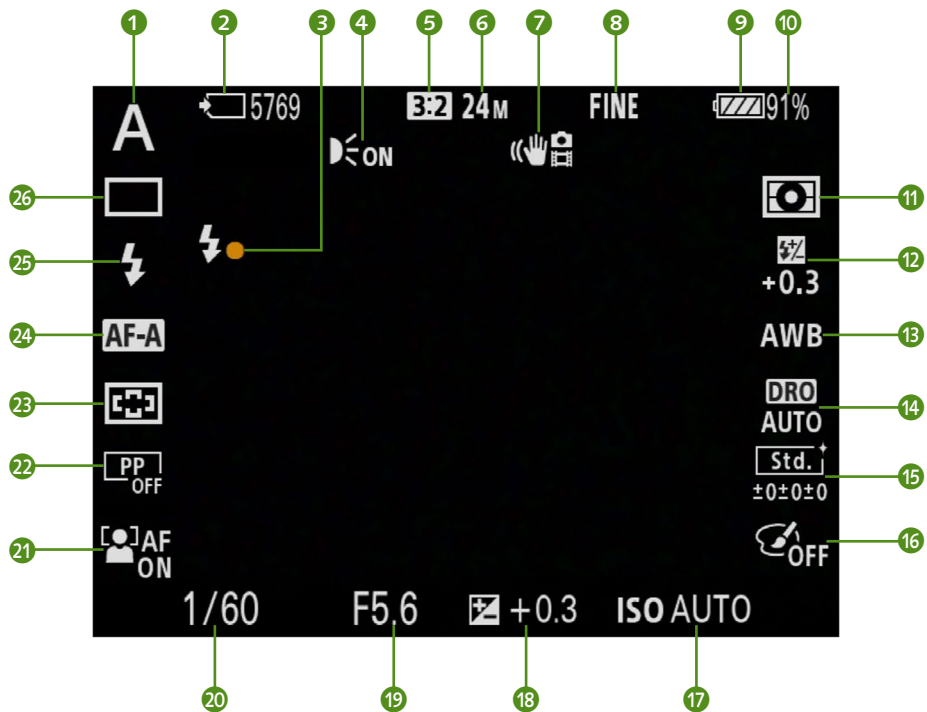 1 2 3 4 5 6 7 8 9 10
A 5769 3:2 24M FINE 91%
ON
26 11
25 12
+0.3
24 AF-A AWB 13
23 DRO AUTO 14
22 PP OFF Std. 15
±0±0±0
21 AF ON OFF 16
1/60 F5.6 +0.3 ISO AUTO
20 19 18 17